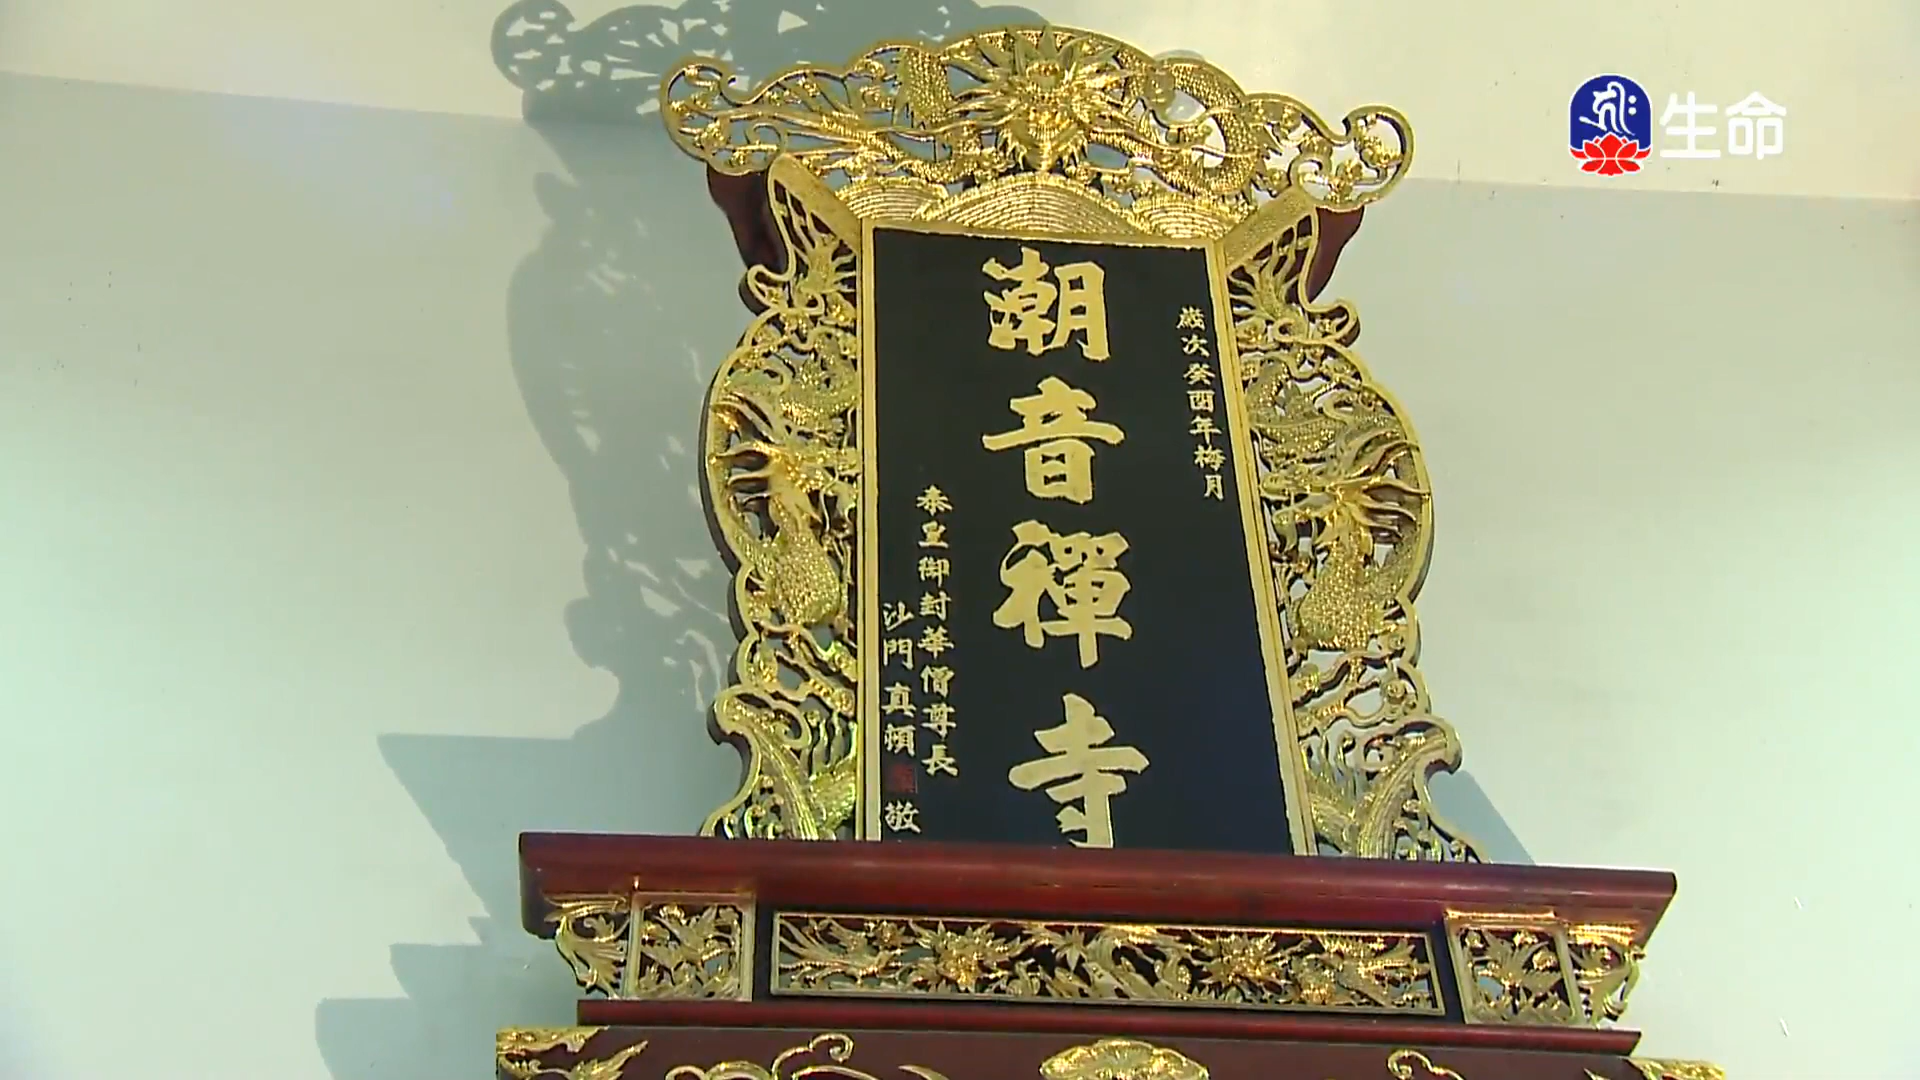 歲次癸酉年梅月
潮音禪寺
泰皇御封華僧尊長
沙門真頓
敬
生命